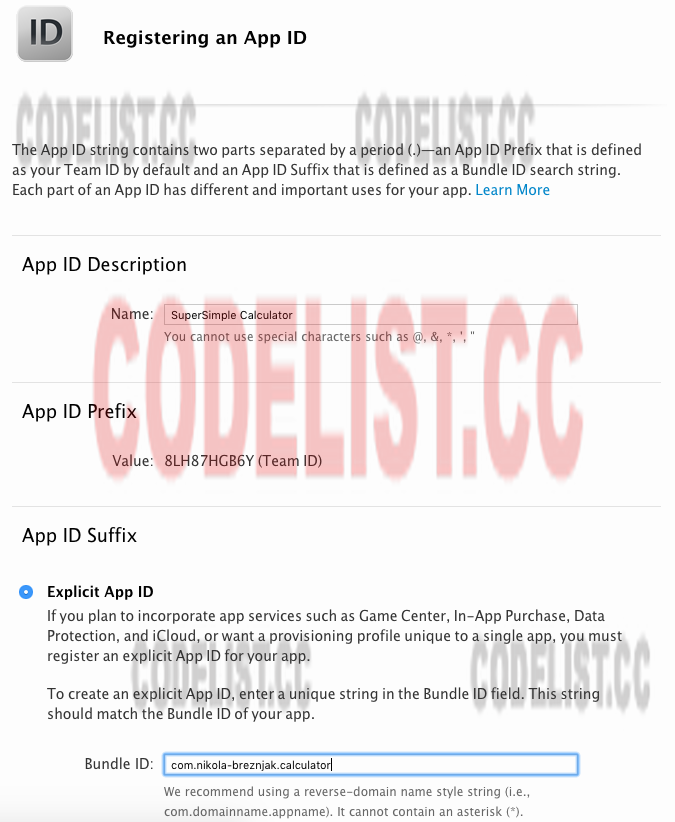 ID
Registering an App ID
CODELIST.CC CODELIST.CC
The App ID string contains two parts separated by a period (.)—an App ID Prefix that is defined
as your Team ID by default and an App ID Suffix that is defined as a Bundle ID search string.
Each part of an App ID has different and important uses for your app. Learn More
App ID Description
Name: SuperSimple Calculator
You cannot use special characters such as @, &, *, ', "
CODELIST.CC
App ID Prefix
Value: 8LH87HGB6Y (Team ID)
App ID Suffix
Explicit App ID
If you plan to incorporate app services such as Game Center, In-App Purchase, Data
Protection, and iCloud, or want a provisioning profile unique to a single app, you must
register an explicit App ID for your app.
CODELIST.CC CODELIST.CC
To create an explicit App ID, enter a unique string in the Bundle ID field. This string
should match the Bundle ID of your app.
Bundle ID: com.nikola-breznjak.calculator
We recommend using a reverse-domain name style string (i.e.,
com.domainname.appname). It cannot contain an asterisk (*).